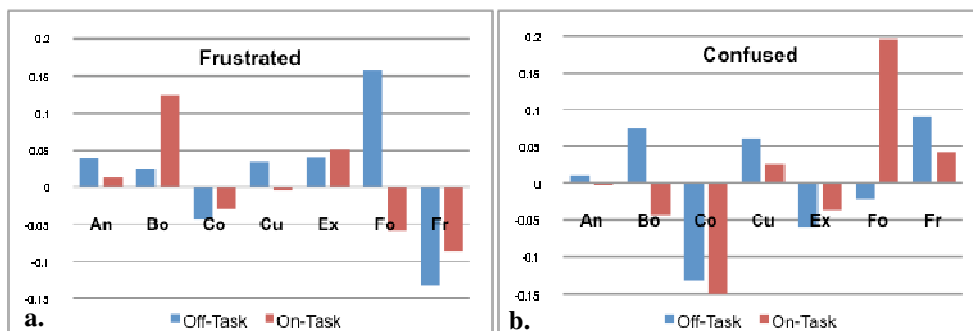 Frustrated
0.2
0.15
0.1
0.05
0
-0.05
-0.1
-0.15
An Bo Co Cu Ex Fo Fr
a.
Off-Task On-Task
Confused
0.2
0.15
0.1
0.05
0
-0.05
-0.1
-0.15
An Bo Co Cu Ex Fo Fr
b.
Off-Task On-Task